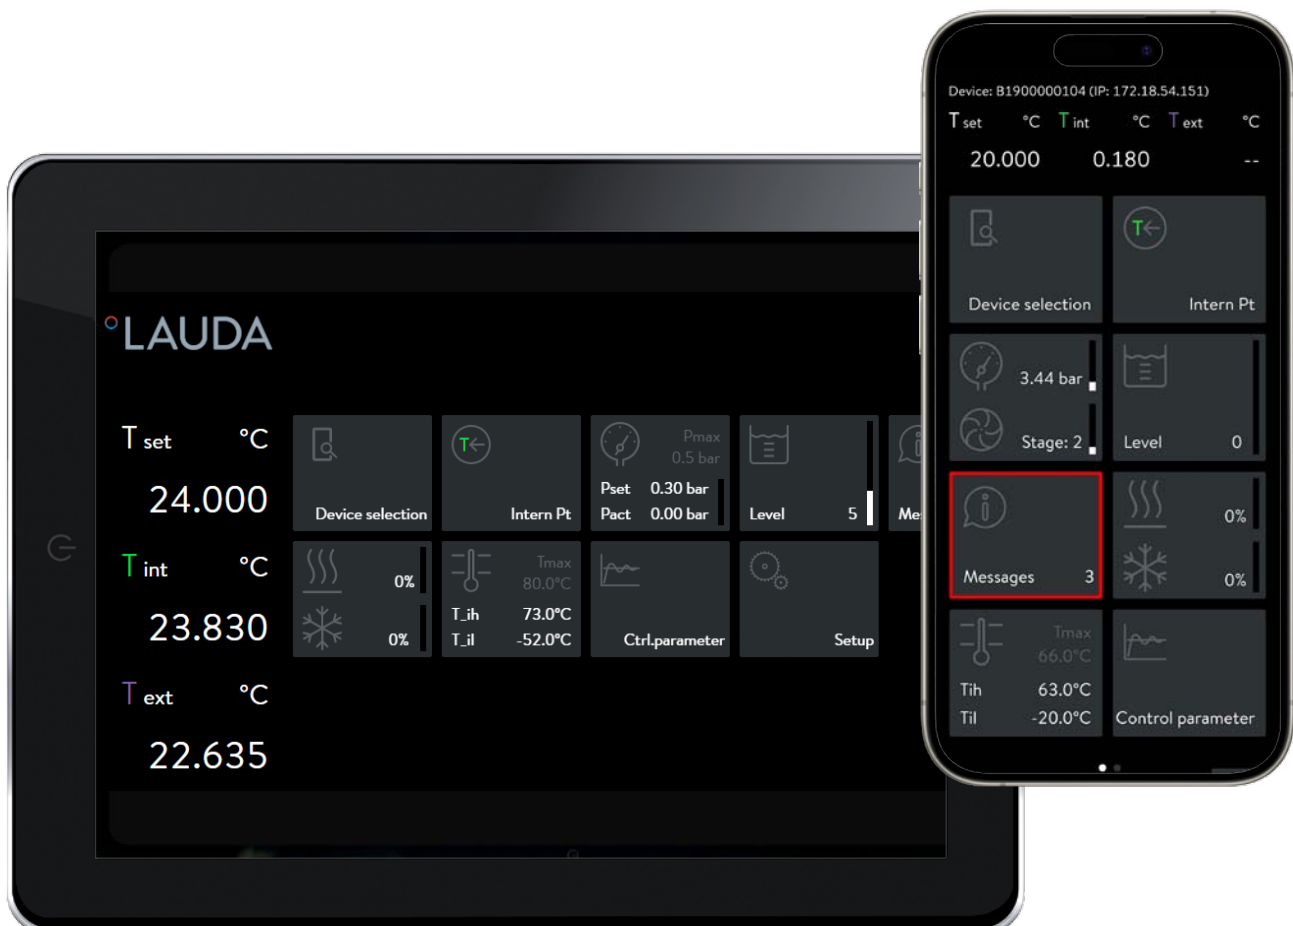 °LAUDA
T set °C
24.000
T int °C
23.830
T ext °C
22.635
Device selection
T←
Intern Pt
Pmax
0.5 bar
Pset 0.30 bar
Pact 0.00 bar
Level 5
0%
0%
Tmax
80.0°C
T_ih 73.0°C
T_il -52.0°C
Ctrl.parameter
Setup
Device: B1900000104 (IP: 172.18.54.151)
T set °C T int °C T ext °C
20.000 0.180 --
Device selection
T←
Intern Pt
3.44 bar
Stage: 2
Level 0
Messages 3
0%
0%
Tmax
66.0°C
Tih 63.0°C
Til -20.0°C
Control parameter